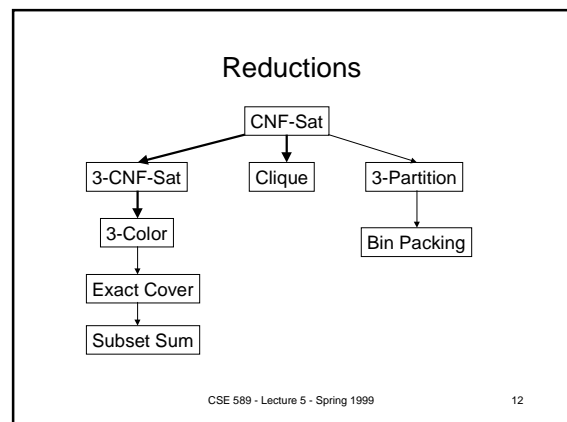 Reductions
CNF-Sat
3-CNF-Sat
Clique
3-Partition
3-Color
Bin Packing
Exact Cover
Subset Sum
CSE 589 - Lecture 5 - Spring 1999
12